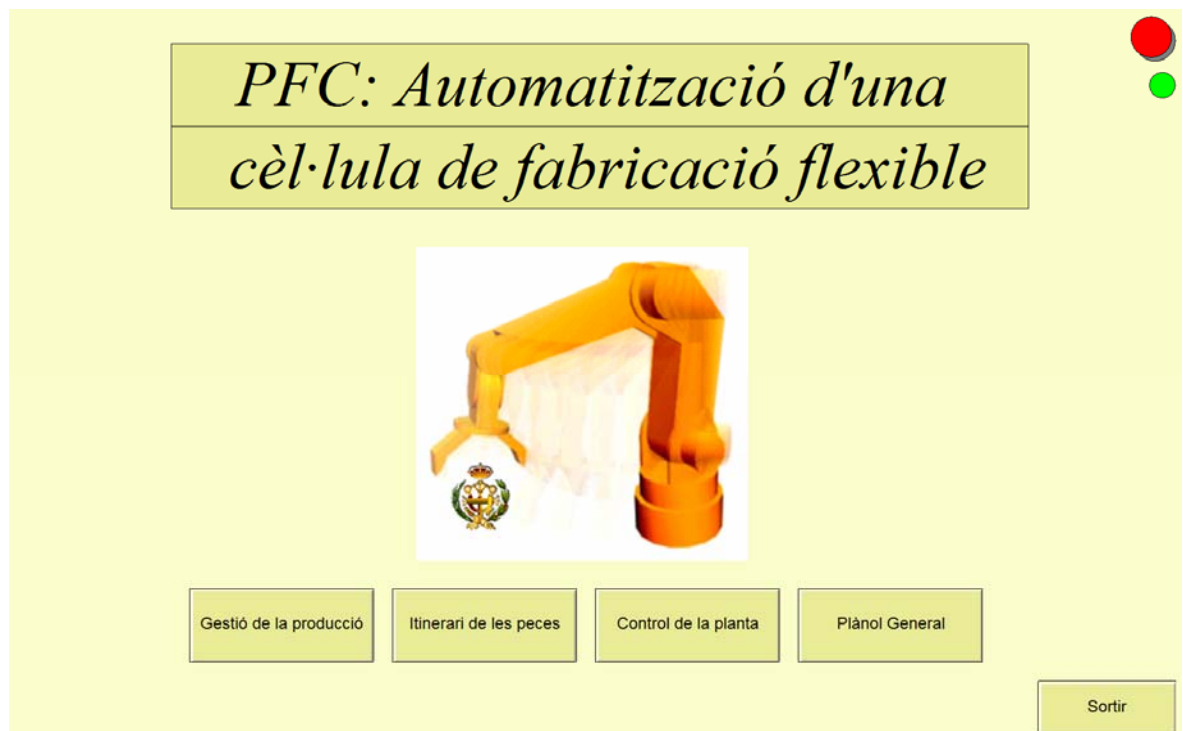 PFC: Automatització d'una
cèl·lula de fabricació flexible
Gestió de la producció
Itinerari de les peces
Control de la planta
Plànol General
Sortir